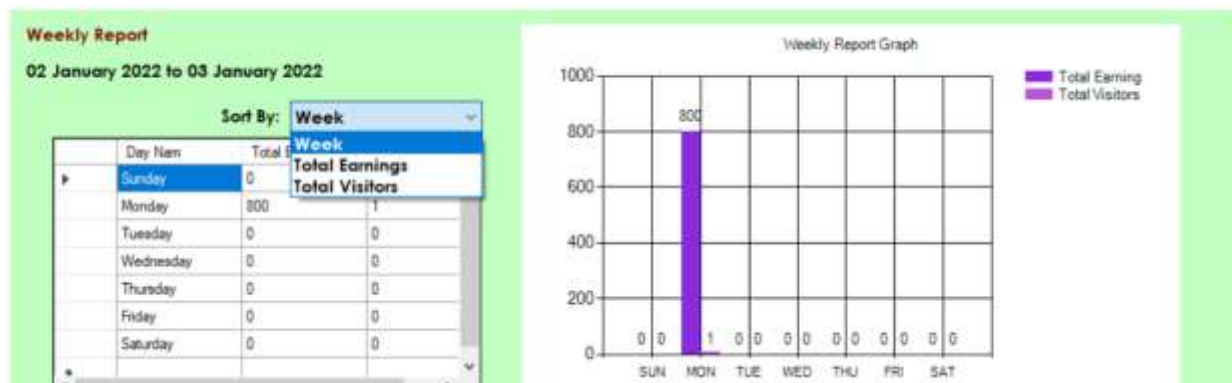 Weekly Report
02 January 2022 to 03 January 2022
Sort By: Week
Week
Total Earnings
Total Visitors
Day Nam Total E
Sunday 0
Monday 800 1
Tuesday 0 0
Wednesday 0 0
Thursday 0 0
Friday 0 0
Saturday 0 0
Weekly Report Graph
Total Earning
Total Visitors
1000
800
600
400
200
0
800
0 0 1 0 0 0 0 0 0 0 0 0 0
SUN MON TUE WED THU FRI SAT